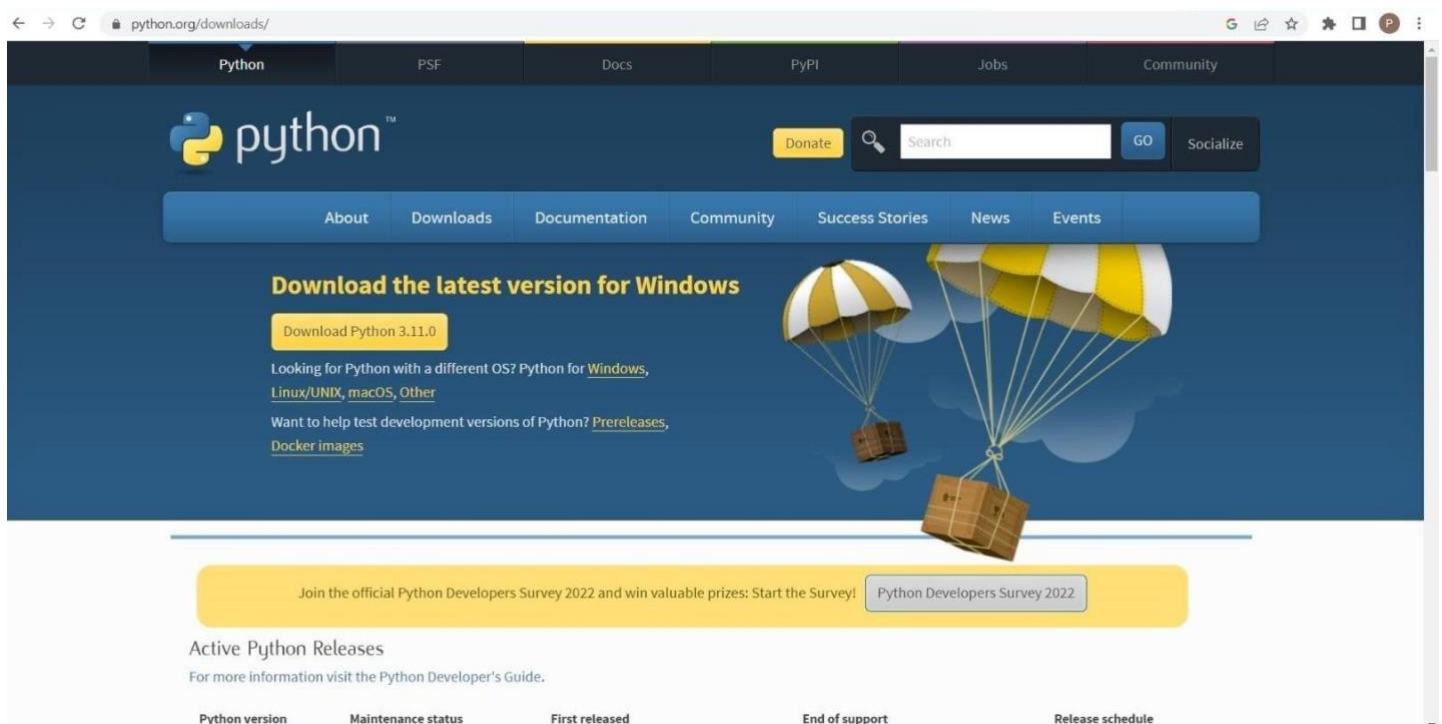 python.org/downloads/
Python PSF Docs PyPI Jobs Community
python™
Donate Search GO Socialize
About Downloads Documentation Community Success Stories News Events
Download the latest version for Windows
Download Python 3.11.0
Looking for Python with a different OS? Python for Windows,
Linux/UNIX, macOS, Other
Want to help test development versions of Python? Prereleases,
Docker images
Join the official Python Developers Survey 2022 and win valuable prizes: Start the Survey! Python Developers Survey 2022
Active Python Releases
For more information visit the Python Developer's Guide.
Python version Maintenance status First released End of support Release schedule